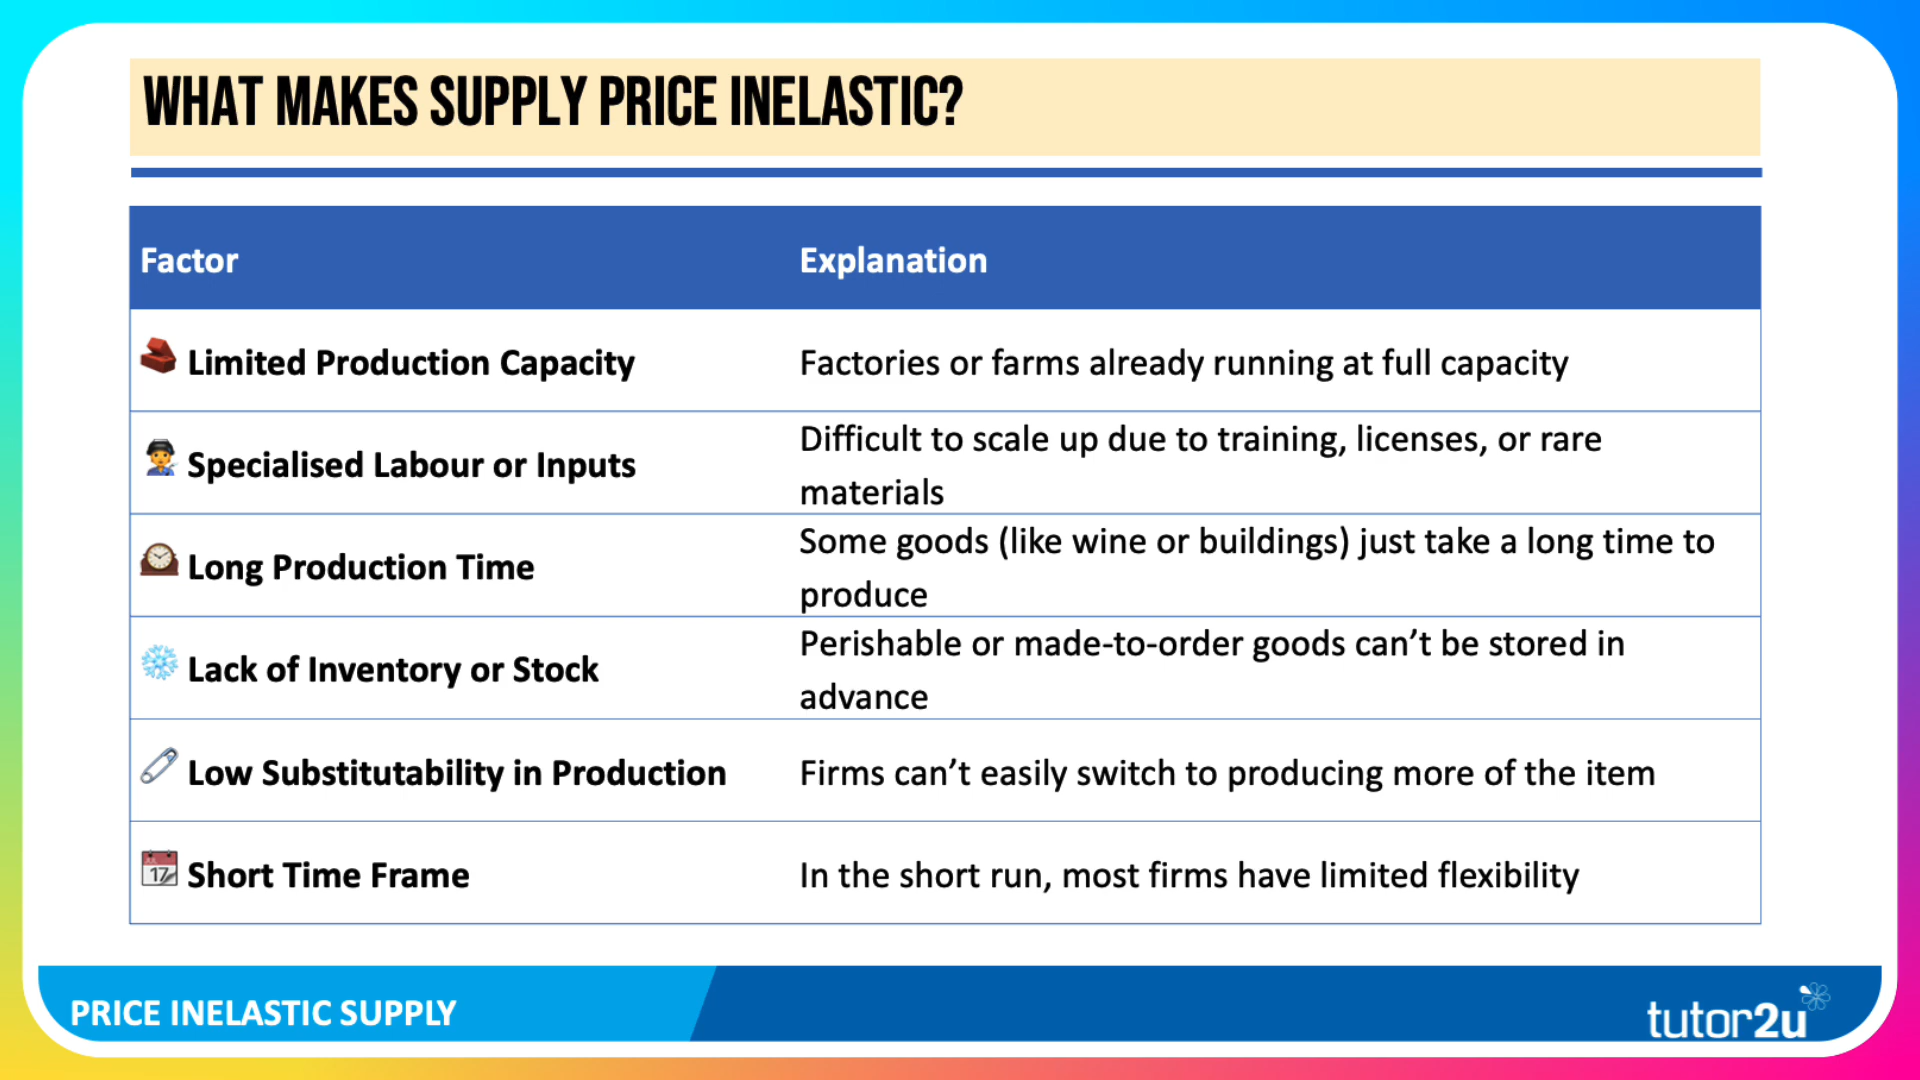 WHAT MAKES SUPPLY PRICE INELASTIC?
Factor
Explanation
Limited Production Capacity
Factories or farms already running at full capacity
Specialised Labour or Inputs
Difficult to scale up due to training, licenses, or rare
materials
Long Production Time
Some goods (like wine or buildings) just take a long time to
produce
Lack of Inventory or Stock
Perishable or made-to-order goods can’t be stored in
advance
Low Substitutability in Production
Firms can’t easily switch to producing more of the item
17
Short Time Frame
In the short run, most firms have limited flexibility
PRICE INELASTIC SUPPLY
tutor2u